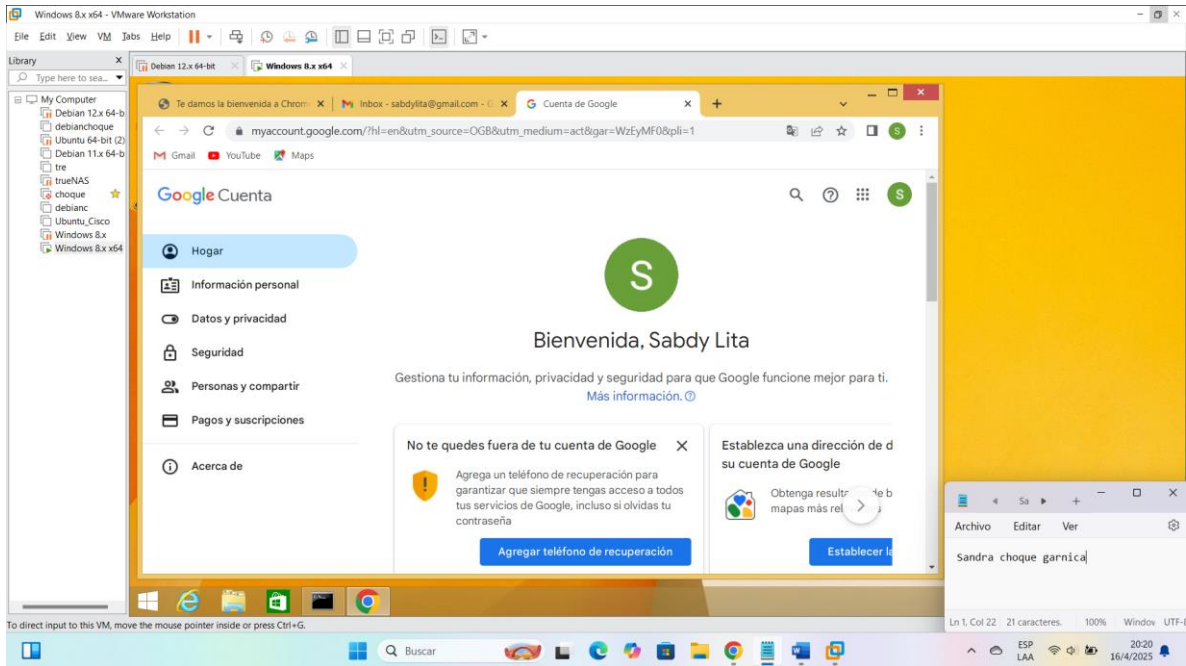 Windows 8.x x64 - VMware Workstation
File Edit View VM Tabs Help
Library X
Type here to sea...
Debian 12.x 64-bit
Windows 8.x x64
My Computer
Debian 12.x 64-b
debianchoque
Ubuntu 64-bit (2)
Debian 11.x 64-b
tre
trueNAS
choque
debianc
Ubuntu_Cisco
Windows 8.x
Windows 8.x x64
Te damos la bienvenida a Chrom
Inbox - sabdylita@gmail.com - G
Cuenta de Google
myaccount.google.com/?hl=en&utm_source=OGB&utm_medium=act&gar=WzEyMF0&pli=1
S
Gmail YouTube Maps
Google Cuenta
S
Hogar
Información personal
Datos y privacidad
Seguridad
Personas y compartir
Pagos y suscripciones
Acerca de
S
Bienvenida, Sabdy Lita
Gestiona tu información, privacidad y seguridad para que Google funcione mejor para ti.
Más información.
No te quedes fuera de tu cuenta de Google
Agrega un teléfono de recuperación para
garantizar que siempre tengas acceso a todos
tus servicios de Google, incluso si olvidas tu
contraseña
Agregar teléfono de recuperación
Establezca una dirección de d
su cuenta de Google
Obtenga resulta de b
mapas más rel
Establecer la
Sa
Archivo Editar Ver
Sandra choque garnica
Ln 1, Col 22 21 caracteres. 100% Window UTF-8
To direct input to this VM, move the mouse pointer inside or press Ctrl+G.
Buscar
ESP
LAA
20:20
16/4/2025